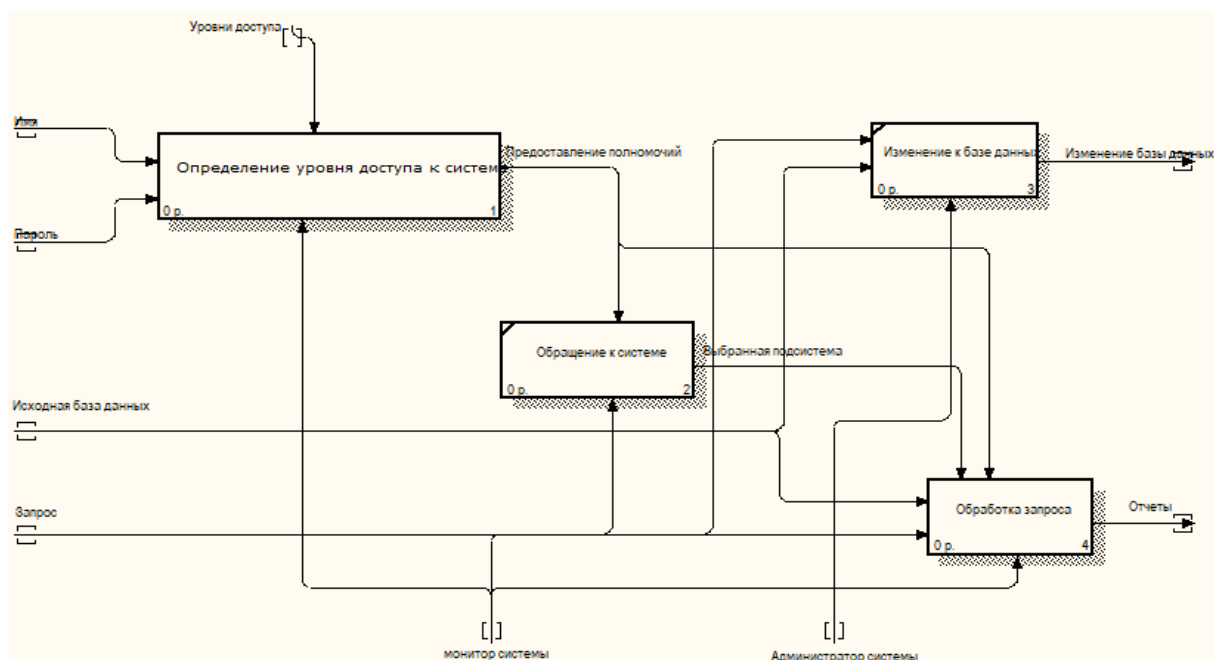 Уровни доступа
Имя
Предоставление полномочий
Изменение к базе данных
Изменение базы данных
0 р.
3
Определение уровня доступа к систем
0 р.
1
Пароль
Обращение к системе
Выбранная подсистема
0 р.
2
Исходная база данных
Запрос
Обработка запроса
Отчеты
0 р.
4
монитор системы
Администратор системы